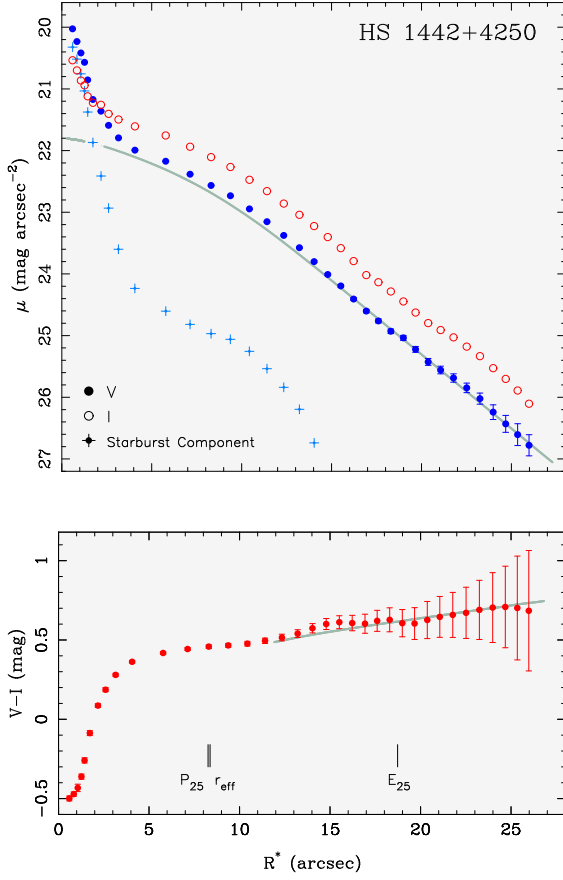 HS 1442+4250
20
21
22
23
24
25
26
27
μ (mag arcsec⁻²)
V
I
Starburst Component
1
0.5
0
−0.5
V−I (mag)
P₂₅ r_eff E₂₅
0 5 10 15 20 25
R* (arcsec)